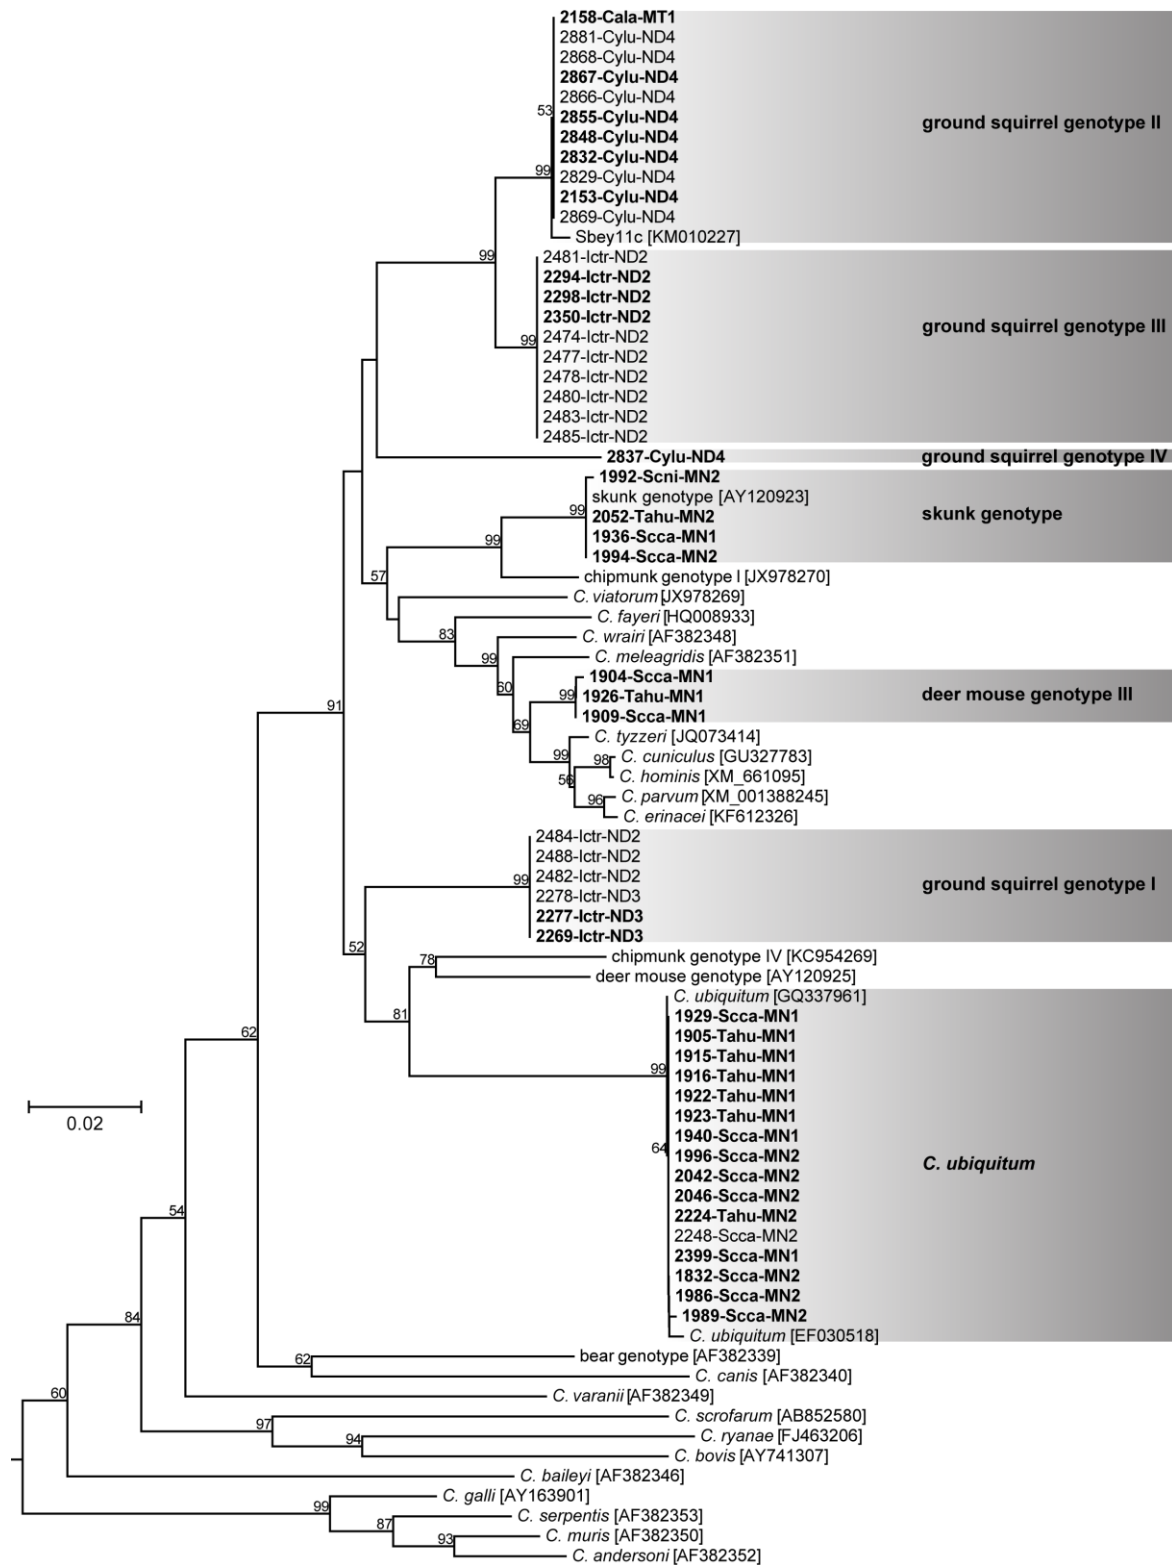 2158-Cala-MT1
2881-Cylu-ND4
2868-Cylu-ND4
2867-Cylu-ND4
2866-Cylu-ND4
53
2855-Cylu-ND4
ground squirrel genotype II
2848-Cylu-ND4
2832-Cylu-ND4
99
2829-Cylu-ND4
2153-Cylu-ND4
2869-Cylu-ND4
Sbey11c [KM010227]
99
2481-Ictr-ND2
2294-Ictr-ND2
2298-Ictr-ND2
2350-Ictr-ND2
ground squirrel genotype III
99
2474-Ictr-ND2
2477-Ictr-ND2
2478-Ictr-ND2
2480-Ictr-ND2
2483-Ictr-ND2
2485-Ictr-ND2
2837-Cylu-ND4
ground squirrel genotype IV
1992-Scni-MN2
skunk genotype [AY120923]
99
2052-Tahu-MN2
skunk genotype
1936-Scca-MN1
99
1994-Scca-MN2
57
chipmunk genotype I [JX978270]
C. viatorum [JX978269]
C. fayeri [HQ008933]
83
C. wrairi [AF382348]
99
C. meleagridis [AF382351]
1904-Scca-MN1
60
99
1926-Tahu-MN1
deer mouse genotype III
91
1909-Scca-MN1
69
C. tyzzeri [JQ073414]
99
C. cuniculus [GU327783]
98
C. hominis [XM_661095]
56
C. parvum [XM_001388245]
96
C. erinacei [KF612326]
2484-Ictr-ND2
2488-Ictr-ND2
2482-Ictr-ND2
99
ground squirrel genotype I
2278-Ictr-ND3
2277-Ictr-ND3
2269-Ictr-ND3
52
chipmunk genotype IV [KC954269]
78
deer mouse genotype [AY120925]
C. ubiquitum [GQ337961]
81
1929-Scca-MN1
62
1905-Tahu-MN1
1915-Tahu-MN1
99
1916-Tahu-MN1
1922-Tahu-MN1
0.02
1923-Tahu-MN1
1940-Scca-MN1
64
1996-Scca-MN2
C. ubiquitum
2042-Scca-MN2
2046-Scca-MN2
54
2224-Tahu-MN2
2248-Scca-MN2
2399-Scca-MN1
1832-Scca-MN2
1986-Scca-MN2
84
1989-Scca-MN2
C. ubiquitum [EF030518]
bear genotype [AF382339]
62
C. canis [AF382340]
60
C. varanii [AF382349]
C. scrofarum [AB852580]
97
C. ryanae [FJ463206]
94
C. bovis [AY741307]
C. baileyi [AF382346]
C. galli [AY163901]
99
C. serpentis [AF382353]
87
C. muris [AF382350]
93
C. andersoni [AF382352]